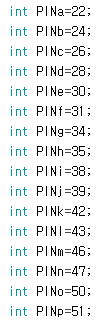 int PINa=22;
int PINb=24;
int PINc=26;
int PINd=28;
int PINe=30;
int PINf=31;
int PINg=34;
int PINh=35;
int PINi=38;
int PINj=39;
int PINk=42;
int PINl=43;
int PINm=46;
int PINn=47;
int PINo=50;
int PINp=51;